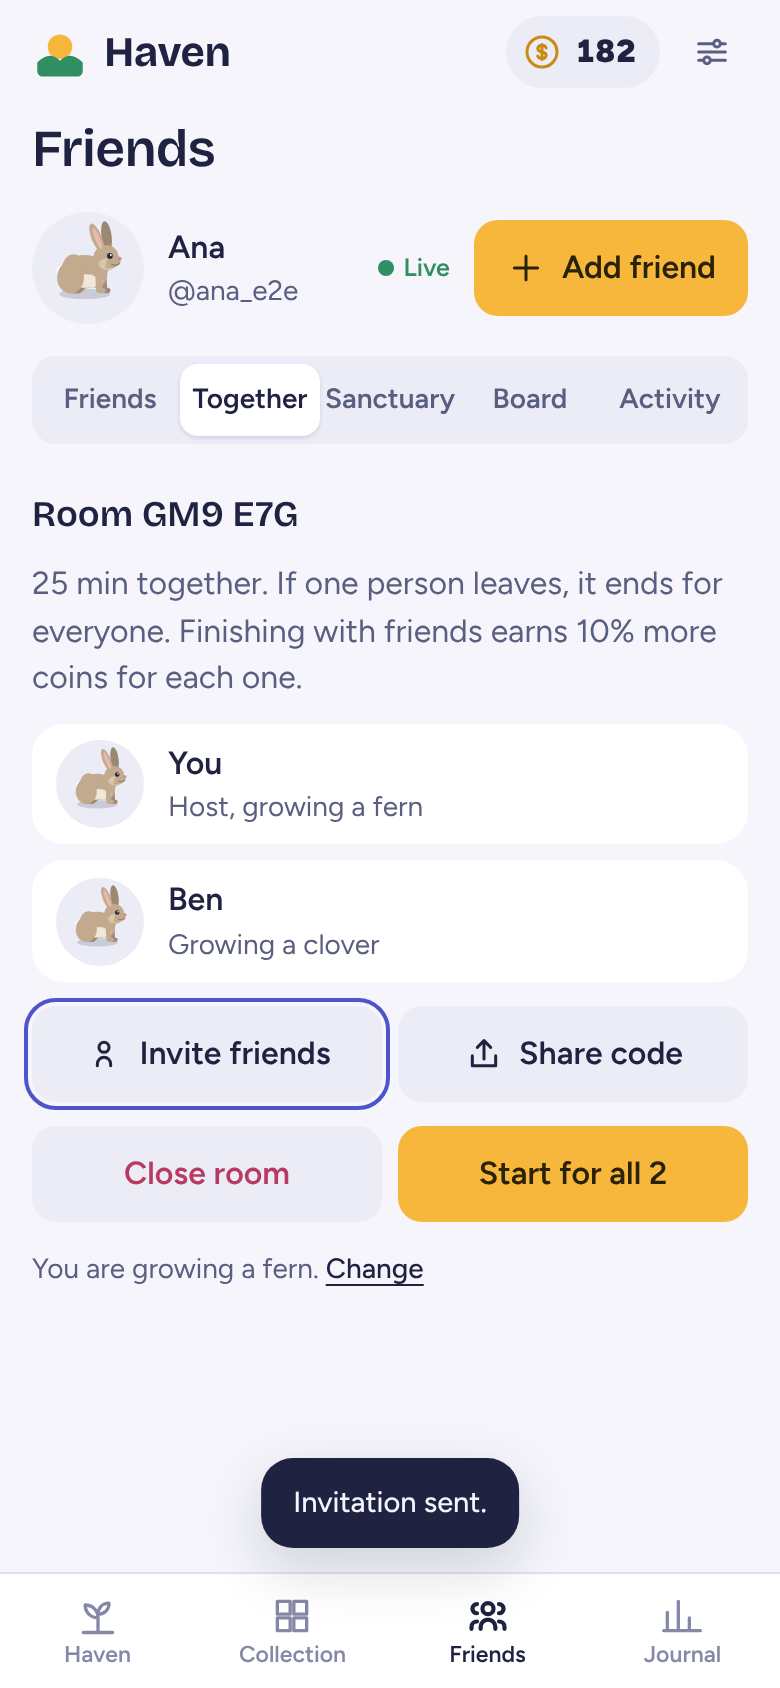 Haven
182
Friends
Ana
@ana_e2e
Live
Add friend
Friends
Together
Sanctuary
Board
Activity
Room GM9 E7G
25 min together. If one person leaves, it ends for
everyone. Finishing with friends earns 10% more
coins for each one.
You
Host, growing a fern
Ben
Growing a clover
Invite friends
Share code
Close room
Start for all 2
You are growing a fern. Change
Invitation sent.
Haven
Collection
Friends
Journal